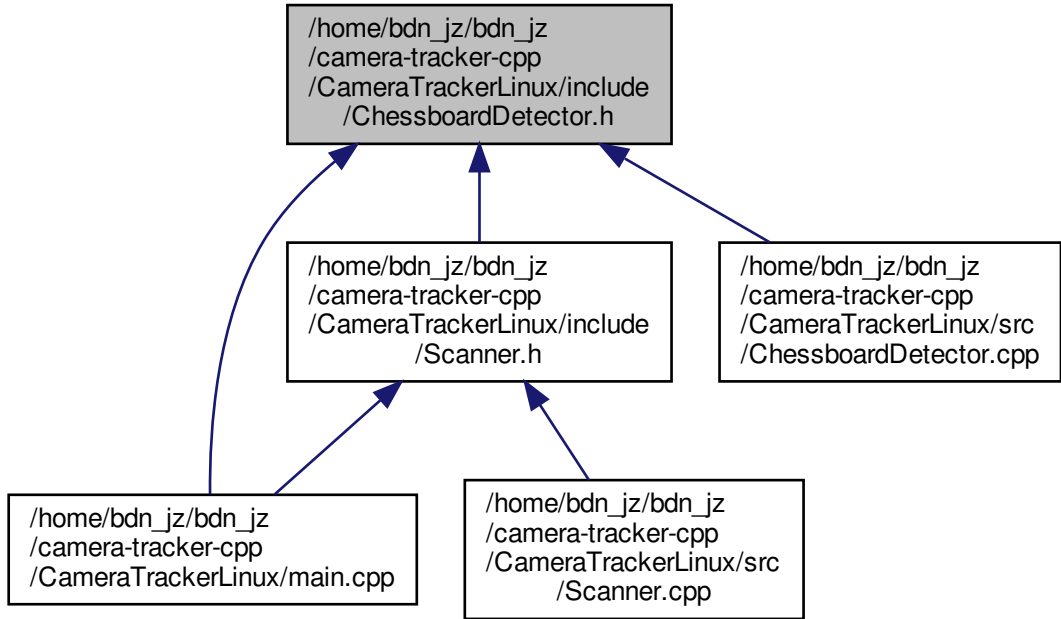 /home/bdn_jz/bdn_jz
/camera-tracker-cpp
/CameraTrackerLinux/include
/ChessboardDetector.h
/home/bdn_jz/bdn_jz
/camera-tracker-cpp
/CameraTrackerLinux/include
/Scanner.h
/home/bdn_jz/bdn_jz
/camera-tracker-cpp
/CameraTrackerLinux/src
/ChessboardDetector.cpp
/home/bdn_jz/bdn_jz
/camera-tracker-cpp
/CameraTrackerLinux/main.cpp
/home/bdn_jz/bdn_jz
/camera-tracker-cpp
/CameraTrackerLinux/src
/Scanner.cpp